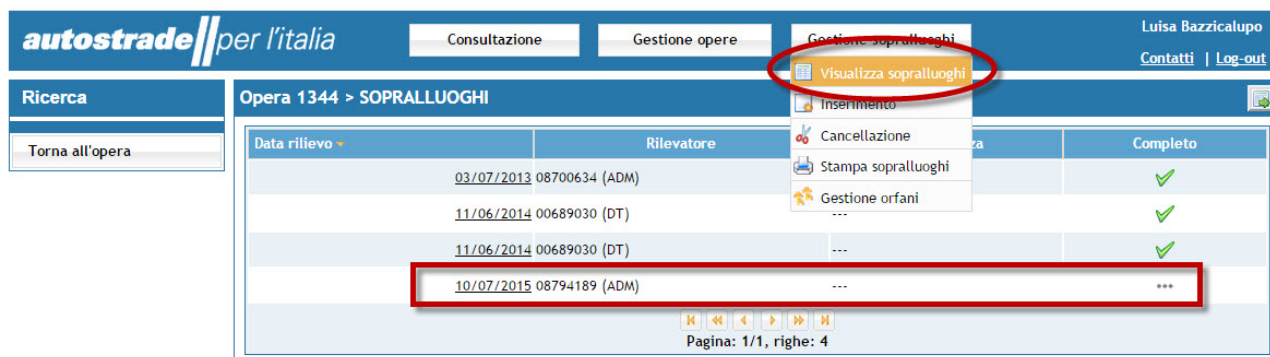 autostrade per l'italia
Consultazione
Gestione opere
Gestione sopralluoghi
Luisa Bazzicalupo
Contatti | Log-out
Visualizza sopralluoghi
Inserimento
Cancellazione
Stampa sopralluoghi
Gestione orfani
Ricerca
Torna all'opera
Opera 1344 > SOPRALLUOGHI
Data rilievo Rilevatore Completo
03/07/2013 08700634 (ADM)
11/06/2014 00689030 (DT) ---
11/06/2014 00689030 (DT) ---
10/07/2015 08794189 (ADM) --- •••
Pagina: 1/1, righe: 4